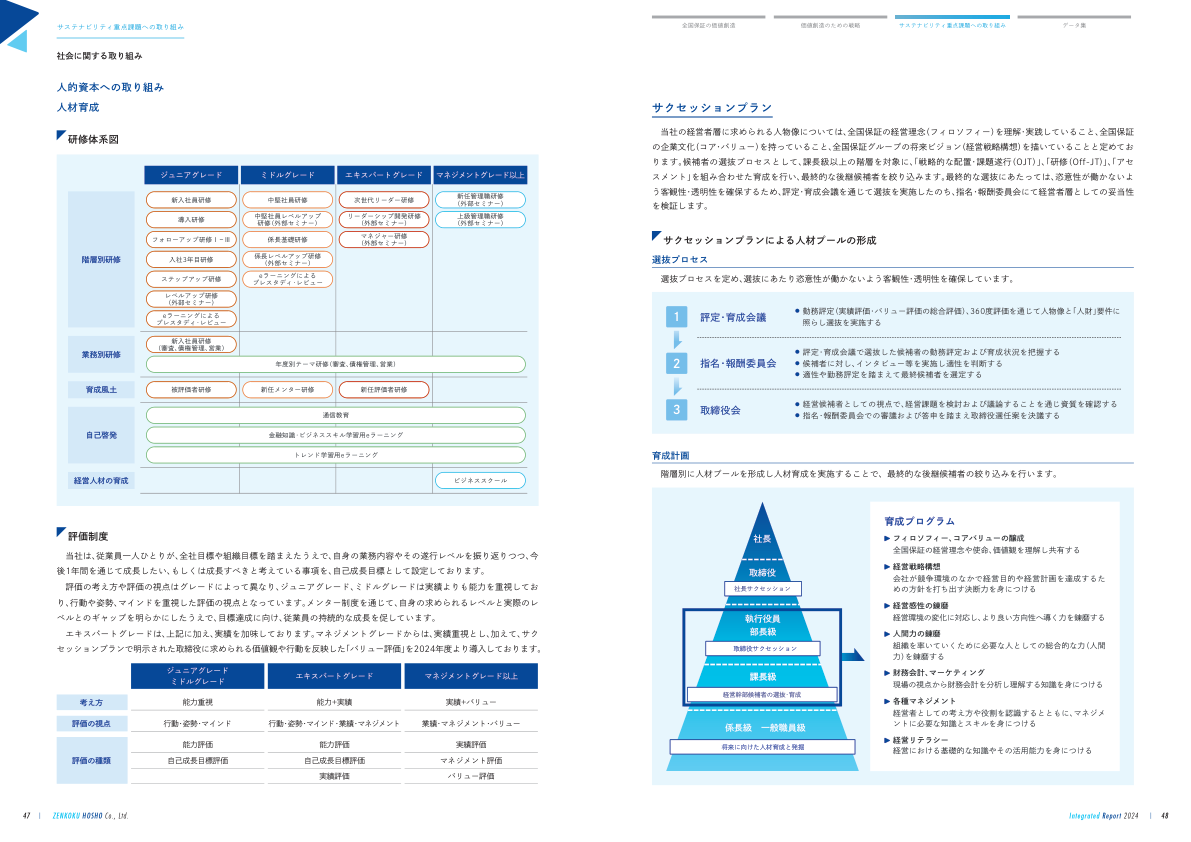 サステナビリティ重点課題への取り組み
社会に関する取り組み
人的資本への取り組み
人材育成
研修体系図
ジュニアグレード
ミドルグレード
エキスパートグレード
マネジメントグレード以上
階層別研修
新入社員研修
中堅社員研修
次世代リーダー研修
新任管理職研修
(外部セミナー)
導入研修
中堅社員レベルアップ
研修(外部セミナー)
リーダーシップ開発研修
(外部セミナー)
上級管理職研修
(外部セミナー)
フォローアップ研修Ⅰ~Ⅲ
係長基礎研修
マネジャー研修
(外部セミナー)
入社3年目研修
係長レベルアップ研修
(外部セミナー)
ステップアップ研修
eラーニングによる
プレスタディ・レビュー
レベルアップ研修
(外部セミナー)
eラーニングによる
プレスタディ・レビュー
業務別研修
新入社員研修
(審査、債権管理、営業)
年度別テーマ研修(審査、債権管理、営業)
育成風土
被評価者研修
新任メンター研修
新任評価者研修
自己啓発
通信教育
金融知識・ビジネススキル学習用eラーニング
トレンド学習用eラーニング
経営人材の育成
ビジネススクール
評価制度
当社は、従業員一人ひとりが、全社目標や組織目標を踏まえたうえで、自身の業務内容やその遂行レベルを振り返りつつ、今
後1年間を通じて成長したい、もしくは成長すべきと考えている事項を、自己成長目標として設定しております。
評価の考え方や評価の視点はグレードによって異なり、ジュニアグレード、ミドルグレードは実績よりも能力を重視してお
り、行動や姿勢、マインドを重視した評価の視点となっています。メンター制度を通じて、自身の求められるレベルと実際のレ
ベルとのギャップを明らかにしたうえで、目標達成に向け、従業員の持続的な成長を促しています。
エキスパートグレードは、上記に加え、実績を加味しております。マネジメントグレードからは、実績重視とし、加えて、サク
セッションプランで明示された取締役に求められる価値観や行動を反映した「バリュー評価」を2024年度より導入しております。
ジュニアグレード
ミドルグレード
エキスパートグレード
マネジメントグレード以上
考え方
能力重視
能力+実績
実績+バリュー
評価の視点
行動・姿勢・マインド
行動・姿勢・マインド・業績・マネジメント
業績・マネジメント・バリュー
評価の種類
能力評価
能力評価
実績評価
自己成長目標評価
自己成長目標評価
マネジメント評価
実績評価
バリュー評価
47
ZENKOKU HOSHO Co., Ltd.
全国保証の価値創造
価値創造のための戦略
サステナビリティ重点課題への取り組み
データ集
サクセッションプラン
当社の経営者層に求められる人物像については、全国保証の経営理念(フィロソフィー)を理解・実践していること、全国保証
の企業文化(コア・バリュー)を持っていること、全国保証グループの将来ビジョン(経営戦略構想)を描いていることと定めてお
ります。候補者の選抜プロセスとして、課長級以上の階層を対象に、「戦略的な配置・課題遂行(OJT)」、「研修(Off-JT)」、「アセ
スメント」を組み合わせた育成を行い、最終的な後継候補者を絞り込みます。最終的な選抜にあたっては、恣意性が働かないよ
う客観性・透明性を確保するため、評定・育成会議を通じて選抜を実施したのち、指名・報酬委員会にて経営者層としての妥当性
を検証します。
サクセッションプランによる人材プールの形成
選抜プロセス
選抜プロセスを定め、選抜にあたり恣意性が働かないよう客観性・透明性を確保しています。
1
評定・育成会議
● 勤務評定(実績評価・バリュー評価の総合評価)、360度評価を通じて人物像と「人財」要件に
照らし選抜を実施する
2
指名・報酬委員会
● 評定・育成会議で選抜した候補者の勤務評定および育成状況を把握する
● 候補者に対し、インタビュー等を実施し適性を判断する
● 適性や勤務評定を踏まえて最終候補者を選定する
3
取締役会
● 経営候補者としての視点で、経営課題を検討および議論することを通じ資質を確認する
● 指名・報酬委員会での審議および答申を踏まえ取締役選任案を決議する
育成計画
階層別に人材プールを形成し人材育成を実施することで、最終的な後継候補者の絞り込みを行います。
社長
取締役
社長サクセッション
執行役員
部長級
取締役サクセッション
課長級
経営幹部候補者の選抜・育成
係長級 一般職員級
将来に向けた人材育成と発掘
育成プログラム
▶ フィロソフィー、コアバリューの醸成
全国保証の経営理念や使命、価値観を理解し共有する
▶ 経営戦略構想
会社が競争環境のなかで経営目的や経営計画を達成するた
めの方針を打ち出す決断力を身につける
▶ 経営感性の錬磨
経営環境の変化に対応し、より良い方向性へ導く力を錬磨する
▶ 人間力の錬磨
組織を率いていくために必要な人としての総合的な力(人間
力)を錬磨する
▶ 財務会計、マーケティング
現場の視点から財務会計を分析し理解する知識を身につける
▶ 各種マネジメント
経営者としての考え方や役割を認識するとともに、マネジメ
ントに必要な知識とスキルを身につける
▶ 経営リテラシー
経営における基礎的な知識やその活用能力を身につける
Integrated Report 2024
48